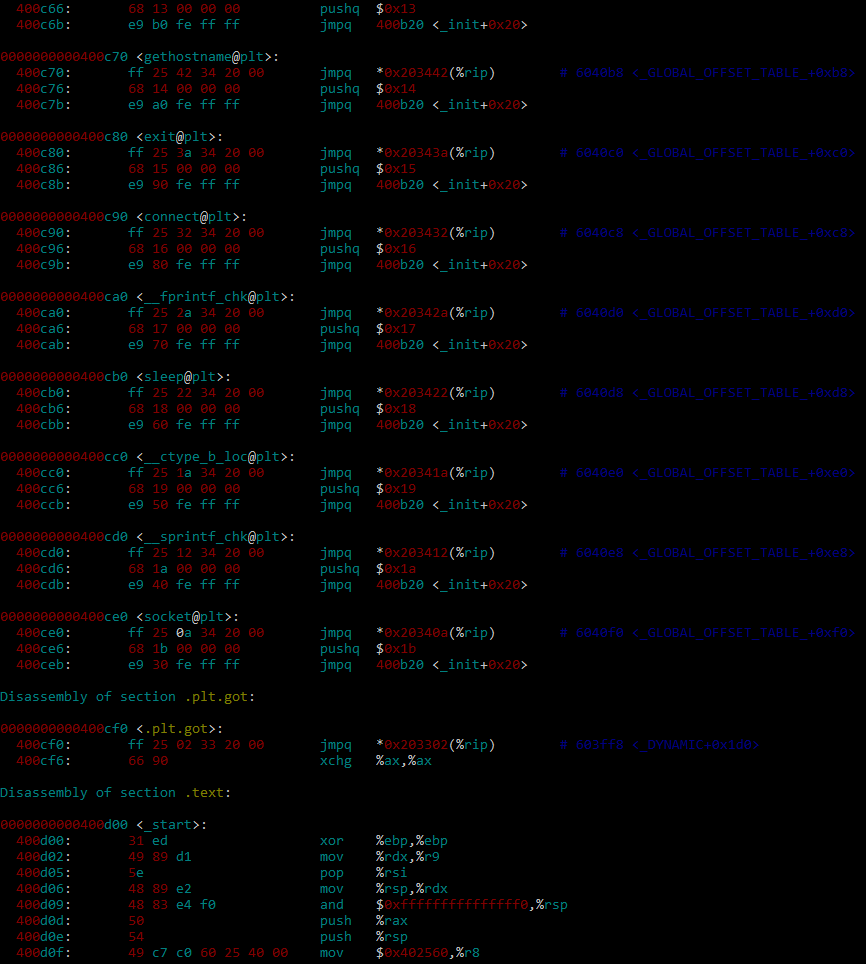 400c66: 68 13 00 00 00 pushq $0x13
400c6b: e9 b0 fe ff ff jmpq 400b20 <_init+0x20>
0000000000400c70 <gethostname@plt>:
400c70: ff 25 42 34 20 00 jmpq *0x203442(%rip) # 6040b8 <_GLOBAL_OFFSET_TABLE_+0xb8>
400c76: 68 14 00 00 00 pushq $0x14
400c7b: e9 a0 fe ff ff jmpq 400b20 <_init+0x20>
0000000000400c80 <exit@plt>:
400c80: ff 25 3a 34 20 00 jmpq *0x20343a(%rip) # 6040c0 <_GLOBAL_OFFSET_TABLE_+0xc0>
400c86: 68 15 00 00 00 pushq $0x15
400c8b: e9 90 fe ff ff jmpq 400b20 <_init+0x20>
0000000000400c90 <connect@plt>:
400c90: ff 25 32 34 20 00 jmpq *0x203432(%rip) # 6040c8 <_GLOBAL_OFFSET_TABLE_+0xc8>
400c96: 68 16 00 00 00 pushq $0x16
400c9b: e9 80 fe ff ff jmpq 400b20 <_init+0x20>
0000000000400ca0 <__fprintf_chk@plt>:
400ca0: ff 25 2a 34 20 00 jmpq *0x20342a(%rip) # 6040d0 <_GLOBAL_OFFSET_TABLE_+0xd0>
400ca6: 68 17 00 00 00 pushq $0x17
400cab: e9 70 fe ff ff jmpq 400b20 <_init+0x20>
0000000000400cb0 <sleep@plt>:
400cb0: ff 25 22 34 20 00 jmpq *0x203422(%rip) # 6040d8 <_GLOBAL_OFFSET_TABLE_+0xd8>
400cb6: 68 18 00 00 00 pushq $0x18
400cbb: e9 60 fe ff ff jmpq 400b20 <_init+0x20>
0000000000400cc0 <__ctype_b_loc@plt>:
400cc0: ff 25 1a 34 20 00 jmpq *0x20341a(%rip) # 6040e0 <_GLOBAL_OFFSET_TABLE_+0xe0>
400cc6: 68 19 00 00 00 pushq $0x19
400ccb: e9 50 fe ff ff jmpq 400b20 <_init+0x20>
0000000000400cd0 <__sprintf_chk@plt>:
400cd0: ff 25 12 34 20 00 jmpq *0x203412(%rip) # 6040e8 <_GLOBAL_OFFSET_TABLE_+0xe8>
400cd6: 68 1a 00 00 00 pushq $0x1a
400cdb: e9 40 fe ff ff jmpq 400b20 <_init+0x20>
0000000000400ce0 <socket@plt>:
400ce0: ff 25 0a 34 20 00 jmpq *0x20340a(%rip) # 6040f0 <_GLOBAL_OFFSET_TABLE_+0xf0>
400ce6: 68 1b 00 00 00 pushq $0x1b
400ceb: e9 30 fe ff ff jmpq 400b20 <_init+0x20>
Disassembly of section .plt.got:
0000000000400cf0 <.plt.got>:
400cf0: ff 25 02 33 20 00 jmpq *0x203302(%rip) # 603ff8 <_DYNAMIC+0x1d0>
400cf6: 66 90 xchg %ax,%ax
Disassembly of section .text:
0000000000400d00 <_start>:
400d00: 31 ed xor %ebp,%ebp
400d02: 49 89 d1 mov %rdx,%r9
400d05: 5e pop %rsi
400d06: 48 89 e2 mov %rsp,%rdx
400d09: 48 83 e4 f0 and $0xfffffffffffffff0,%rsp
400d0d: 50 push %rax
400d0e: 54 push %rsp
400d0f: 49 c7 c0 60 25 40 00 mov $0x402560,%r8